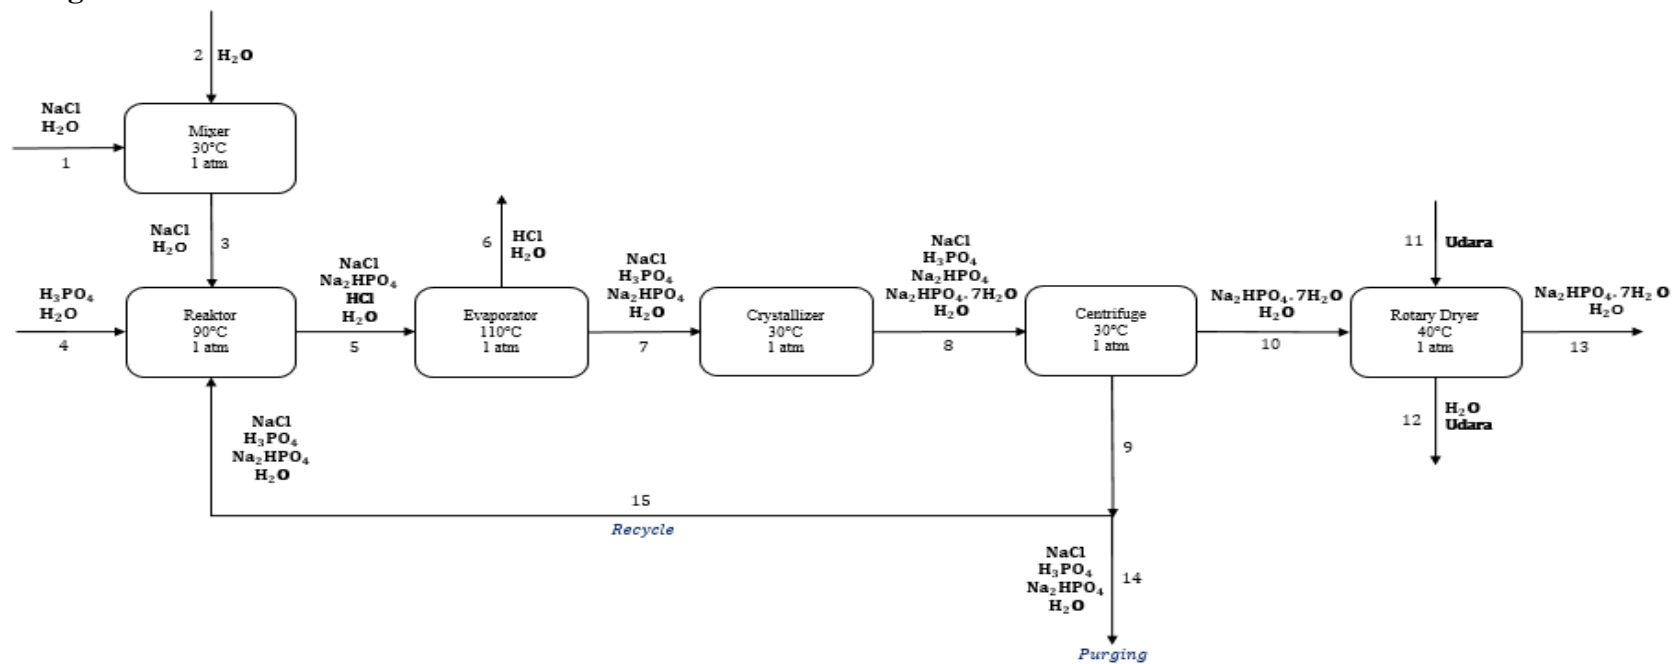 2 H₂O
NaCl
H₂O
1
Mixer
30°C
1 atm
NaCl
H₂O
3
H₃PO₄
H₂O
4
Reaktor
90°C
1 atm
NaCl
Na₂HPO₄
HCl
H₂O
5
6
HCl
H₂O
Evaporator
110°C
1 atm
NaCl
H₃PO₄
Na₂HPO₄
H₂O
7
Crystallizer
30°C
1 atm
NaCl
H₃PO₄
Na₂HPO₄
Na₂HPO₄.7H₂O
H₂O
8
Centrifuge
30°C
1 atm
Na₂HPO₄.7H₂O
H₂O
10
11 Udara
Rotary Dryer
40°C
1 atm
Na₂HPO₄.7H₂O
H₂O
13
12
H₂O
Udara
9
NaCl
H₃PO₄
Na₂HPO₄
H₂O
15
Recycle
NaCl
H₃PO₄
Na₂HPO₄
H₂O
14
Purging